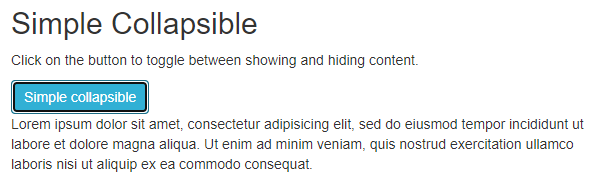 Simple Collapsible
Click on the button to toggle between showing and hiding content.
Simple collapsible
Lorem ipsum dolor sit amet, consectetur adipisicing elit, sed do eiusmod tempor incididunt ut
labore et dolore magna aliqua. Ut enim ad minim veniam, quis nostrud exercitation ullamco
laboris nisi ut aliquip ex ea commodo consequat.